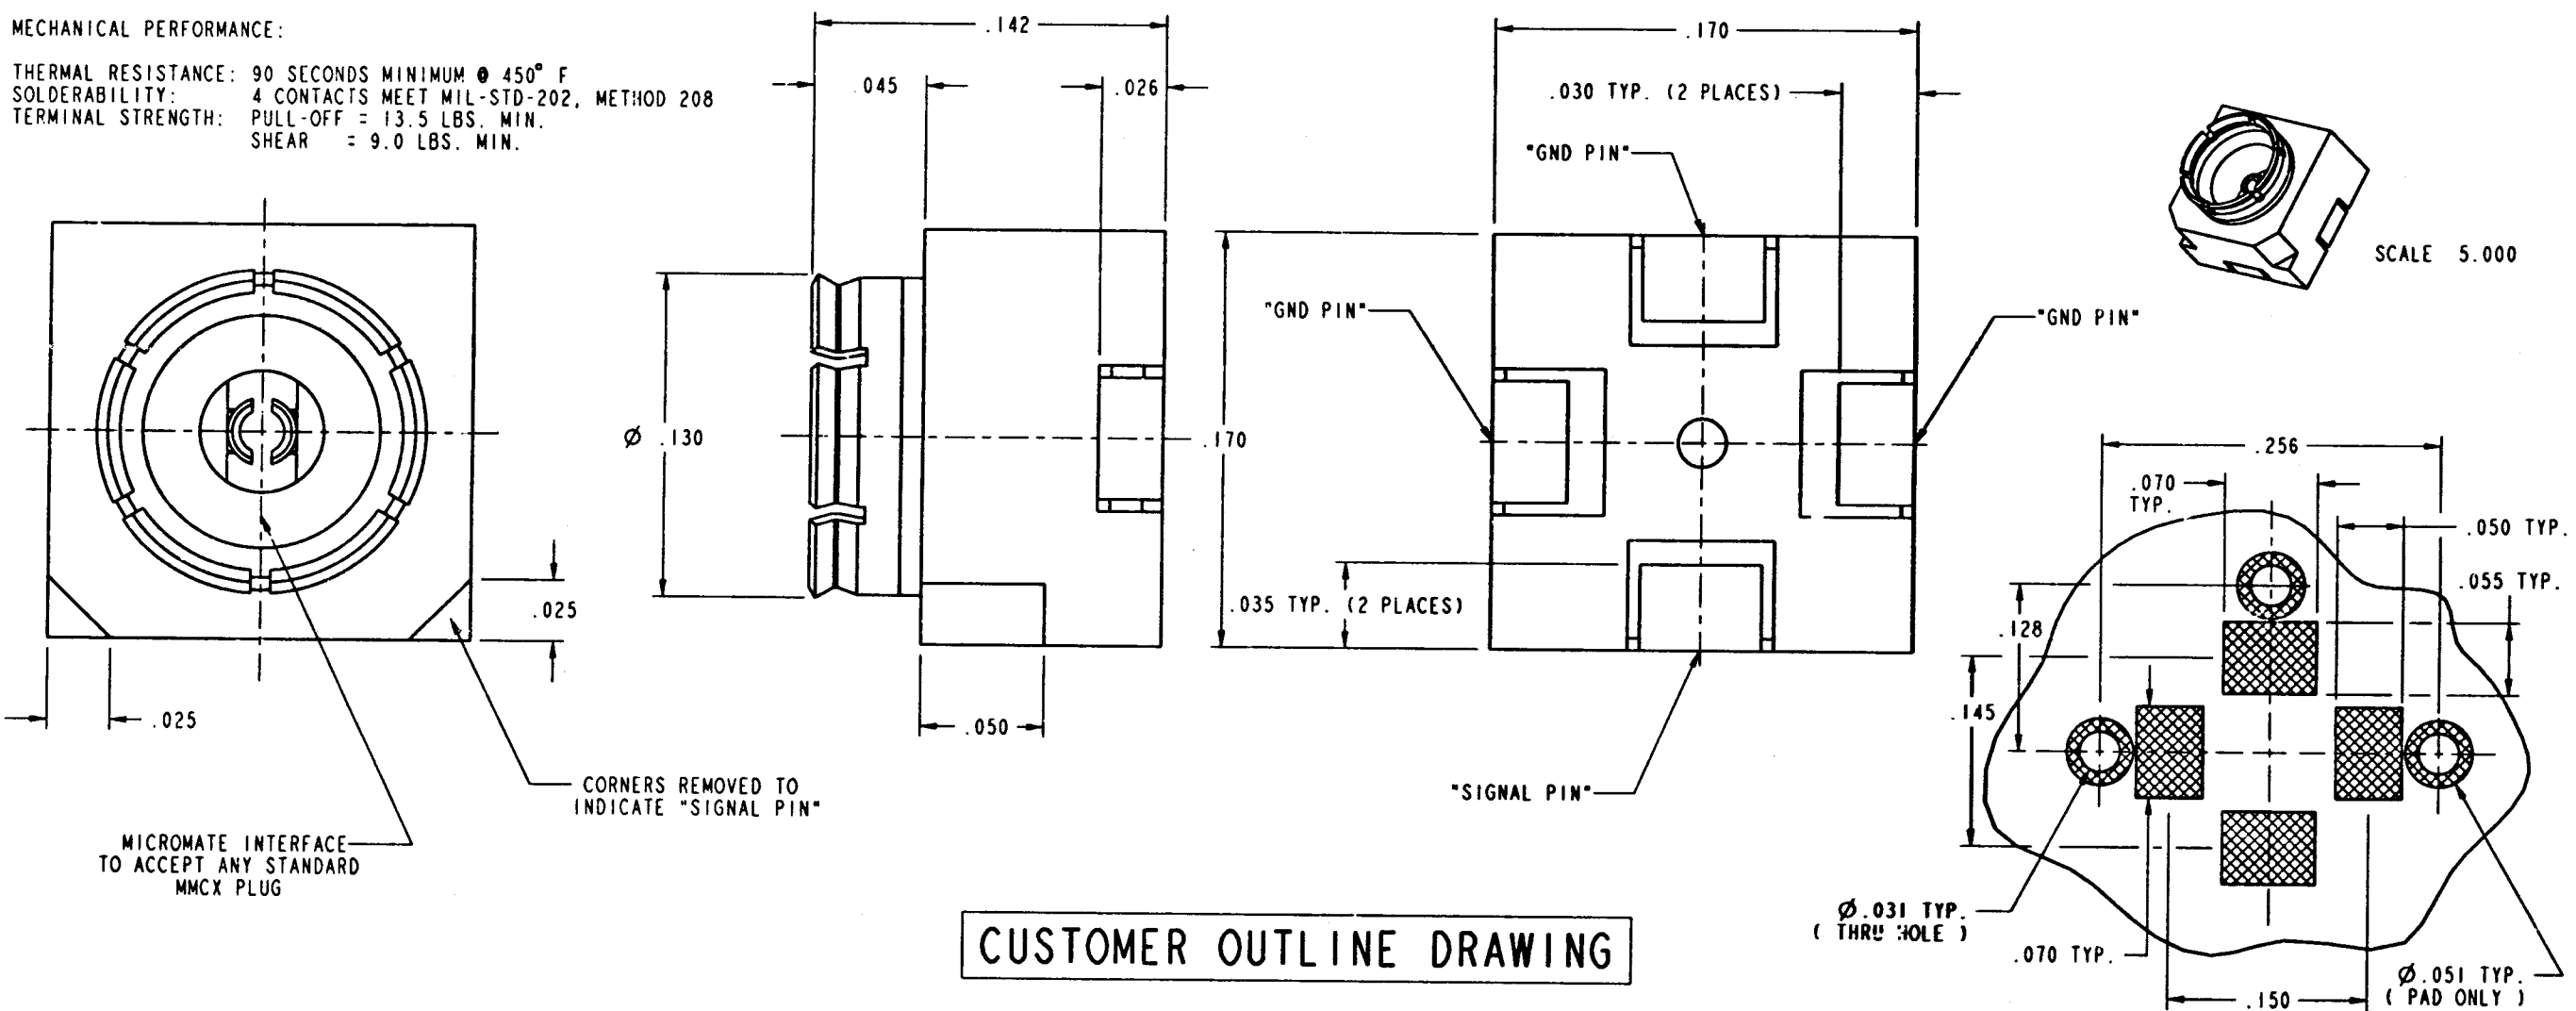 MECHANICAL PERFORMANCE:
THERMAL RESISTANCE: 90 SECONDS MINIMUM @ 450° F
SOLDERABILITY: 4 CONTACTS MEET MIL-STD-202, METHOD 208
TERMINAL STRENGTH: PULL-OFF = 13.5 LBS. MIN.
SHEAR = 9.0 LBS. MIN.
.142
.045
.026
.170
.030 TYP. (2 PLACES)
"GND PIN"
"GND PIN"
"GND PIN"
SCALE 5.000
Ø .130
.170
.035 TYP. (2 PLACES)
.025
.025
.050
"SIGNAL PIN"
CORNERS REMOVED TO
INDICATE "SIGNAL PIN"
MICROMATE INTERFACE
TO ACCEPT ANY STANDARD
MMCX PLUG
.256
.070
TYP.
.050 TYP.
.055 TYP.
.128
.145
Ø.031 TYP.
( THRU HOLE )
.070 TYP.
.150
Ø.051 TYP.
( PAD ONLY )
CUSTOMER OUTLINE DRAWING